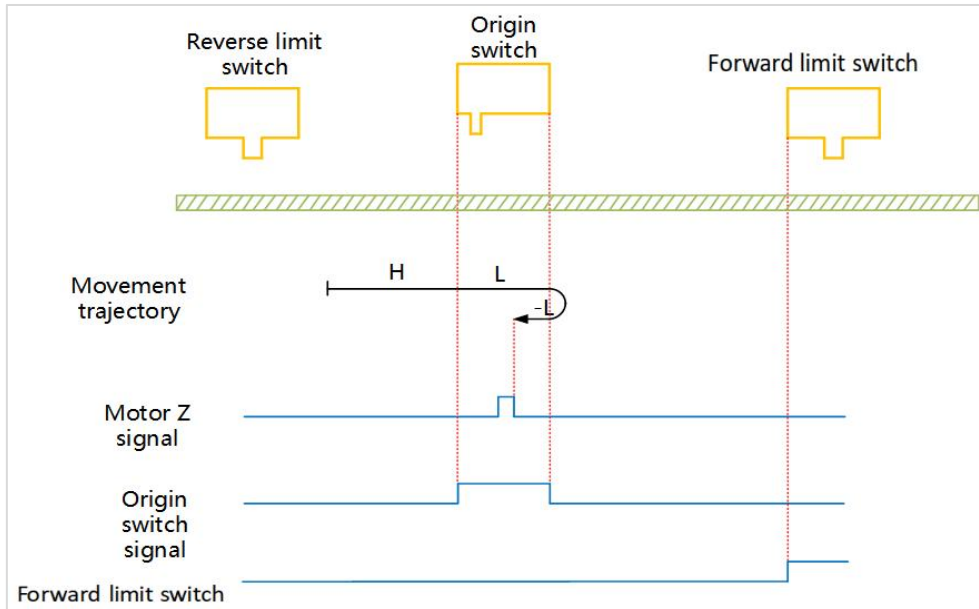 Reverse limit
switch
Origin
switch
Forward limit switch
H
L
Movement
trajectory
-L
Motor Z
signal
Origin
switch
signal
Forward limit switch